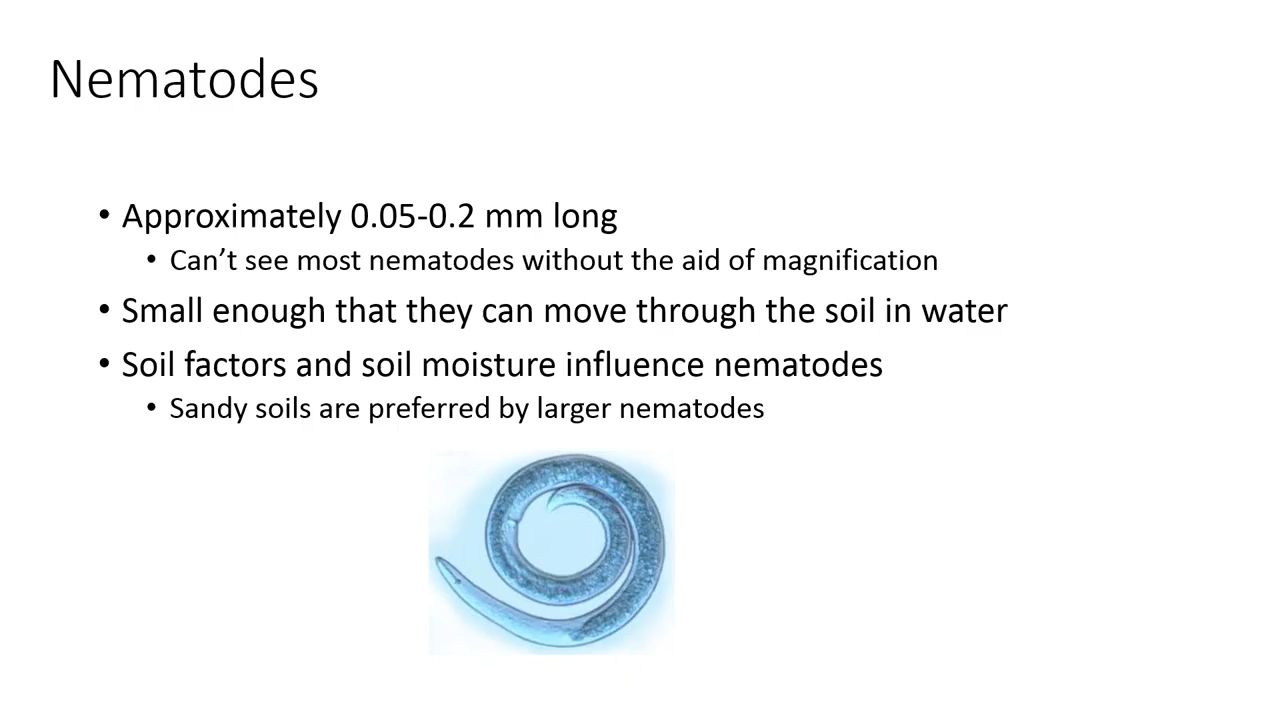 Nematodes
• Approximately 0.05-0.2 mm long
• Can’t see most nematodes without the aid of magnification
• Small enough that they can move through the soil in water
• Soil factors and soil moisture influence nematodes
• Sandy soils are preferred by larger nematodes